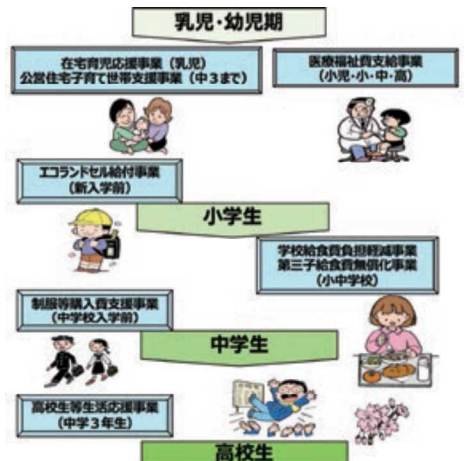 乳児・幼児期
在宅育児応援事業（乳児）
公営住宅子育て世帯支援事業（中３まで）
医療福祉費支給事業
（小児・小・中・高）
エコランドセル給付事業
（新入学前）
小学生
学校給食費負担軽減事業
第三子給食費無償化事業
（小中学校）
制服等購入費支援事業
（中学校入学前）
中学生
高校生等生活応援事業
（中学３年生）
高校生